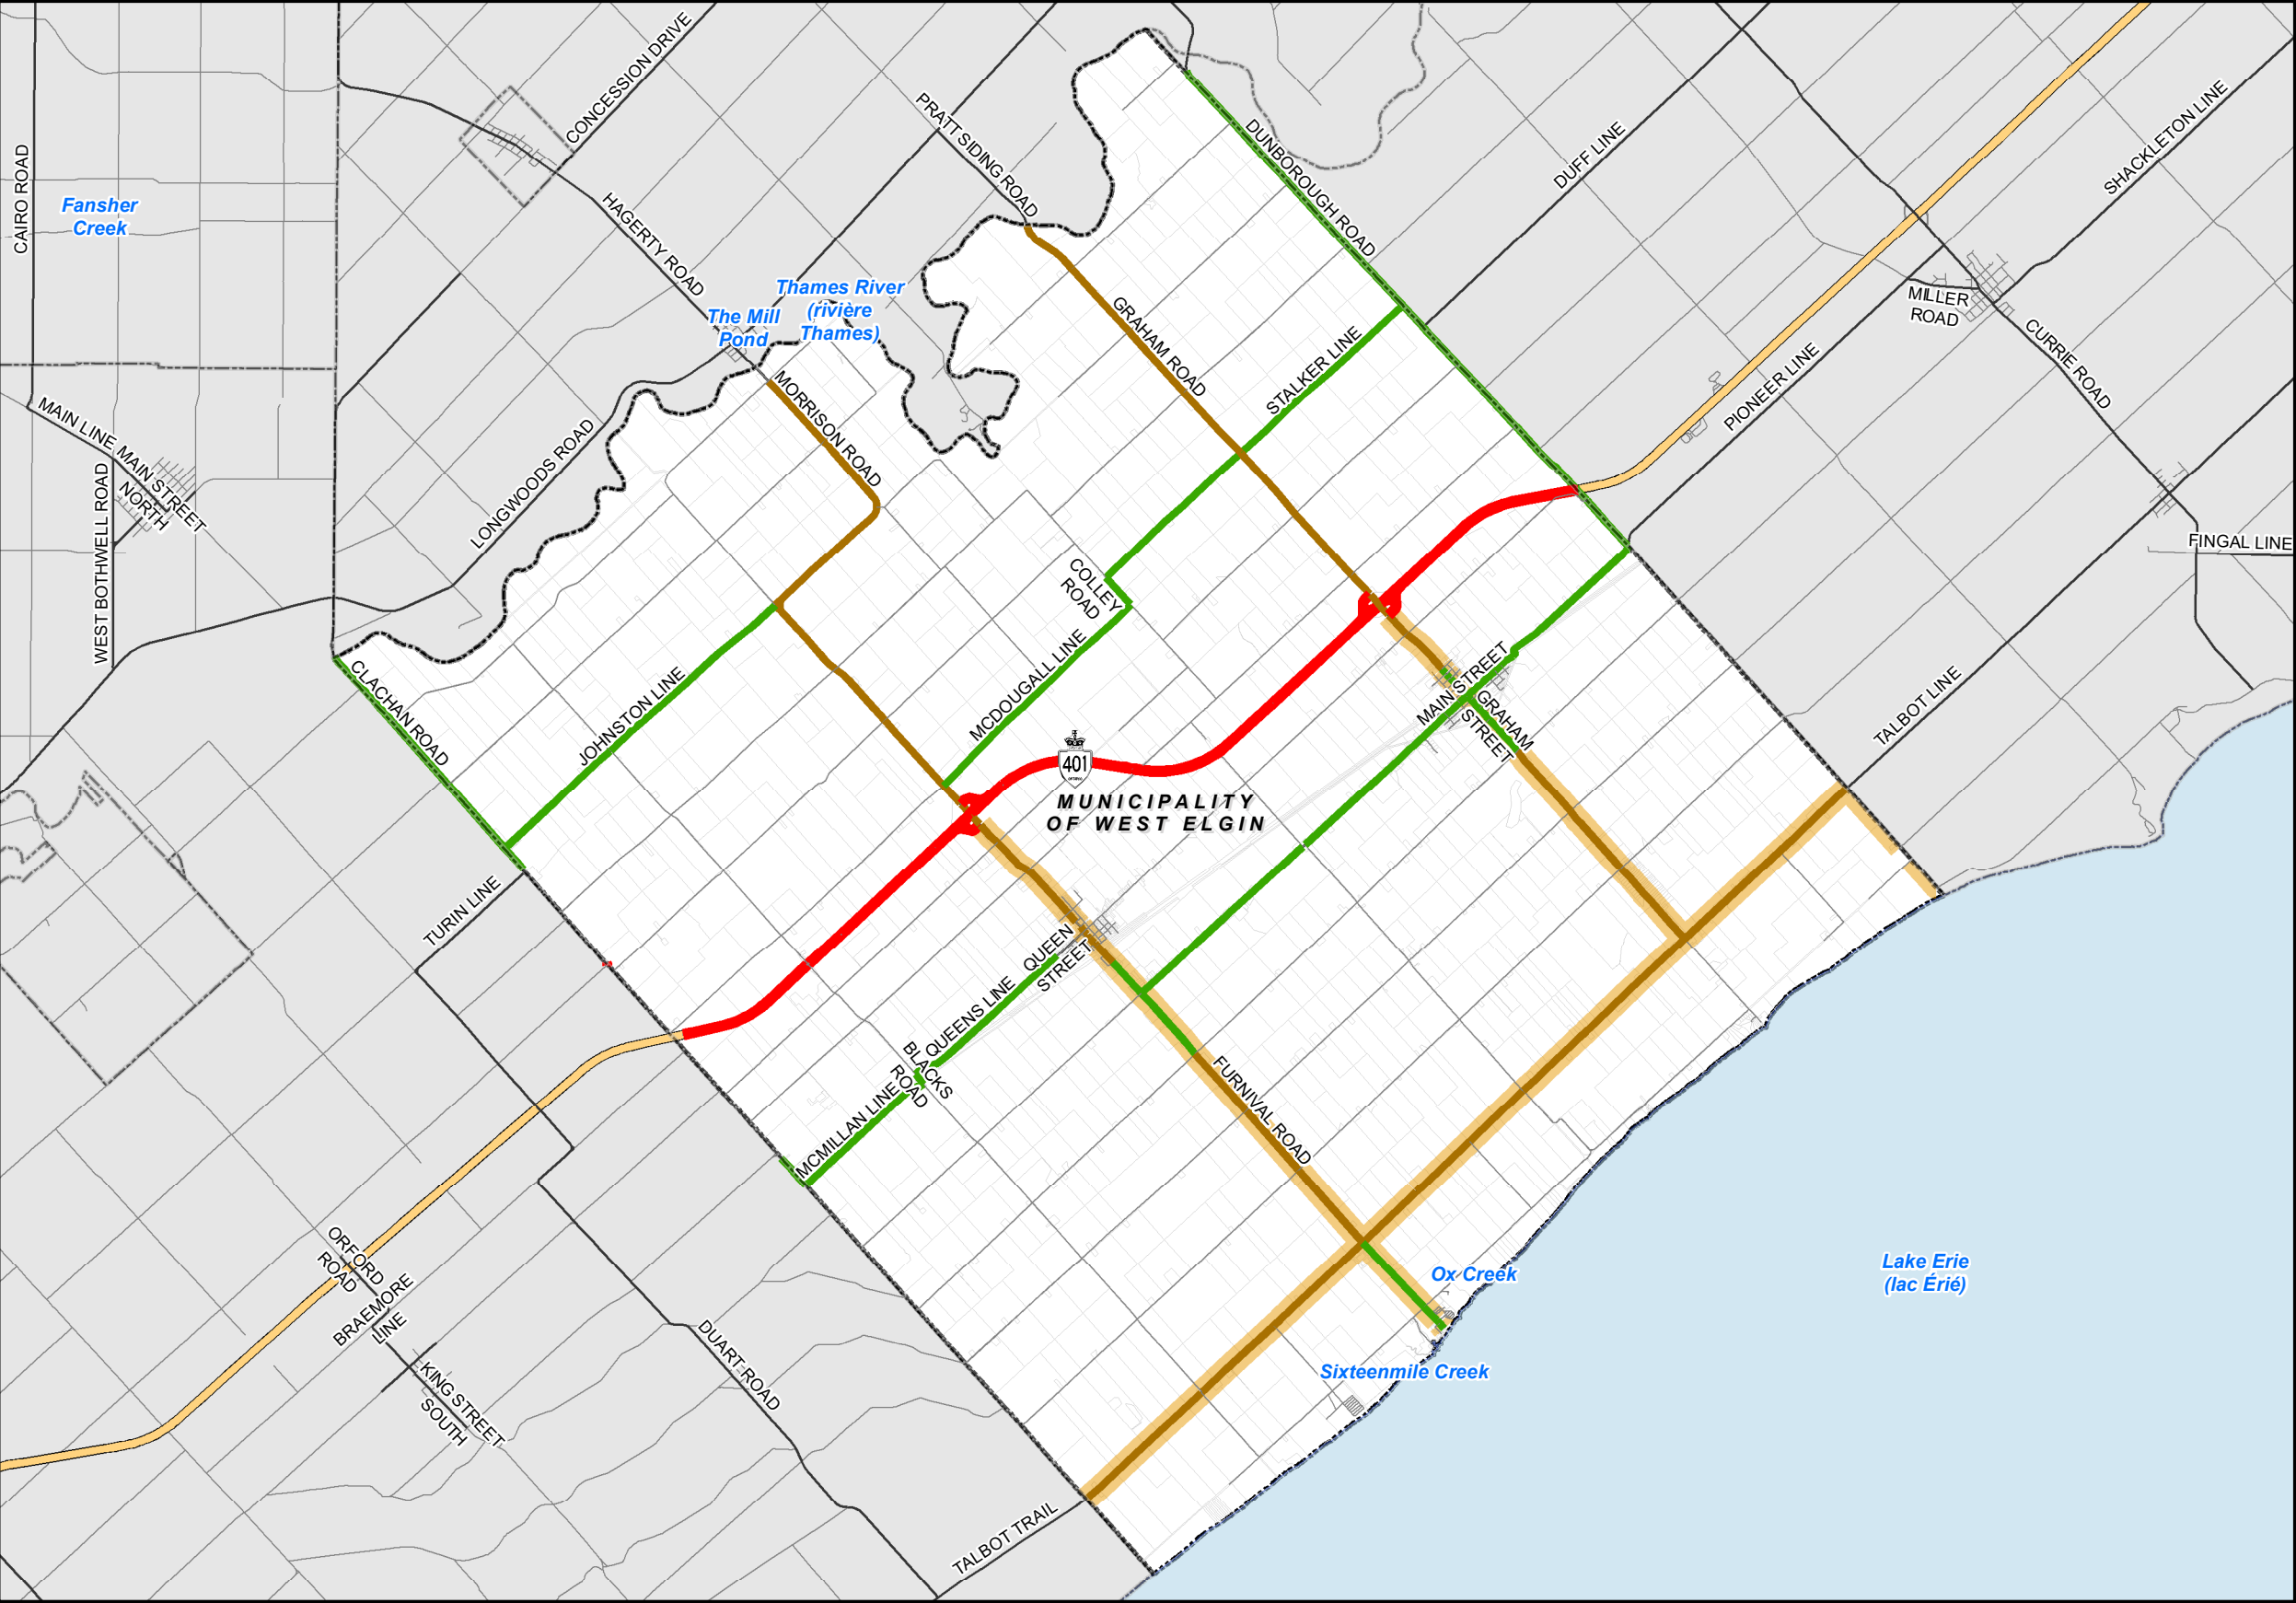 CONCESSION DRIVE
PRATT SIDING ROAD
DUNBOROUGH ROAD
DUFF LINE
SHACKLETON LINE
CAIRO ROAD
Fansher
Creek
HAGERTY ROAD
Thames River
(rivière
Thames)
The Mill
Pond
GRAHAM ROAD
STALKER LINE
MILLER
ROAD
CURRIE ROAD
PIONEER LINE
MORRISON ROAD
MAIN LINE
MAIN STREET
NORTH
WEST BOTHWELL ROAD
LONGWOODS ROAD
FINGAL LINE
COLLEY
ROAD
MCDOUGALL LINE
CLACHAN ROAD
JOHNSTON LINE
MAIN STREET
GRAHAM
STREET
TALBOT LINE
401
ONTARIO
MUNICIPALITY
OF WEST ELGIN
TURIN LINE
QUEEN
STREET
QUEENS LINE
BLACKS
ROAD
MCMILLAN LINE
FURNIVAL ROAD
ORFORD
ROAD
BRAEMORE
LINE
Ox Creek
Lake Erie
(lac Érié)
DUART ROAD
KING STREET
SOUTH
Sixteenmile Creek
TALBOT TRAIL